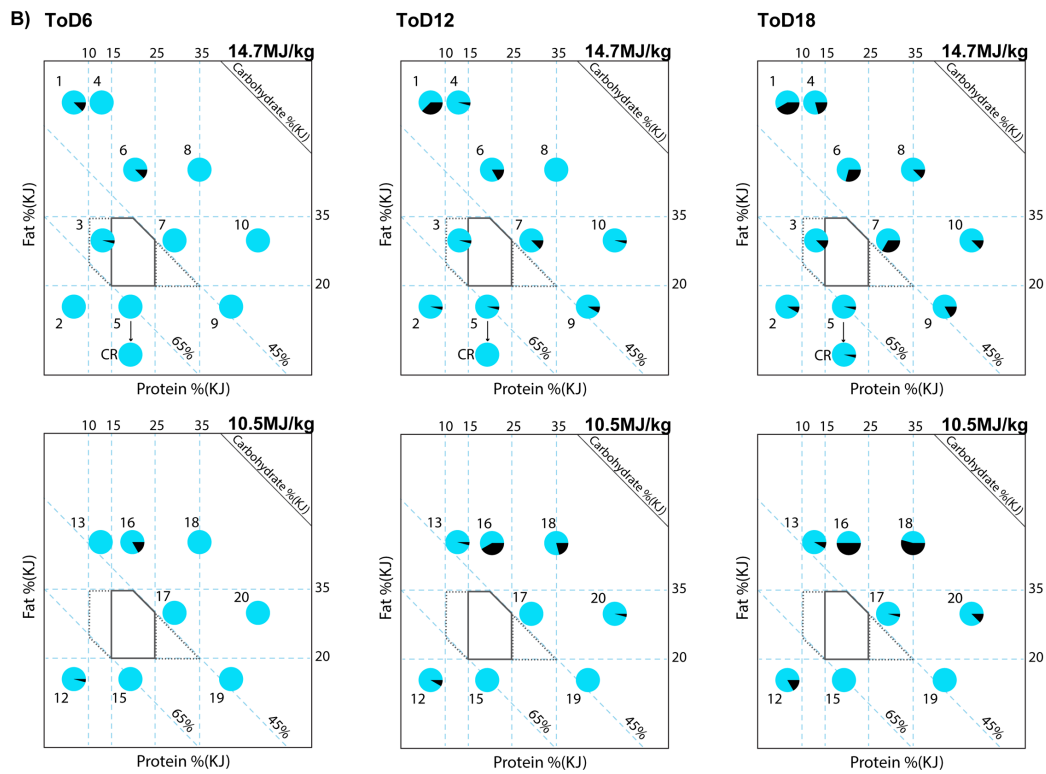 B) ToD6 ToD12 ToD18
10 15 25 35 14.7MJ/kg
Carbohydrate %(KJ)
1 4
6 8
35
Fat %(KJ)
3 7 10
20
2 5 9
CR 65% 45%
Protein %(KJ)
10 15 25 35 14.7MJ/kg
Carbohydrate %(KJ)
1 4
6 8
35
Fat %(KJ)
3 7 10
20
2 5 9
CR 65% 45%
Protein %(KJ)
10 15 25 35 14.7MJ/kg
Carbohydrate %(KJ)
1 4
6 8
35
Fat %(KJ)
3 7 10
20
2 5 9
CR 65% 45%
Protein %(KJ)
10 15 25 35 10.5MJ/kg
Carbohydrate %(KJ)
13 16 18
35
Fat %(KJ)
17 20
20
12 15 19
65% 45%
Protein %(KJ)
10 15 25 35 10.5MJ/kg
Carbohydrate %(KJ)
13 16 18
35
Fat %(KJ)
17 20
20
12 15 19
65% 45%
Protein %(KJ)
10 15 25 35 10.5MJ/kg
Carbohydrate %(KJ)
13 16 18
35
Fat %(KJ)
17 20
20
12 15 19
65% 45%
Protein %(KJ)